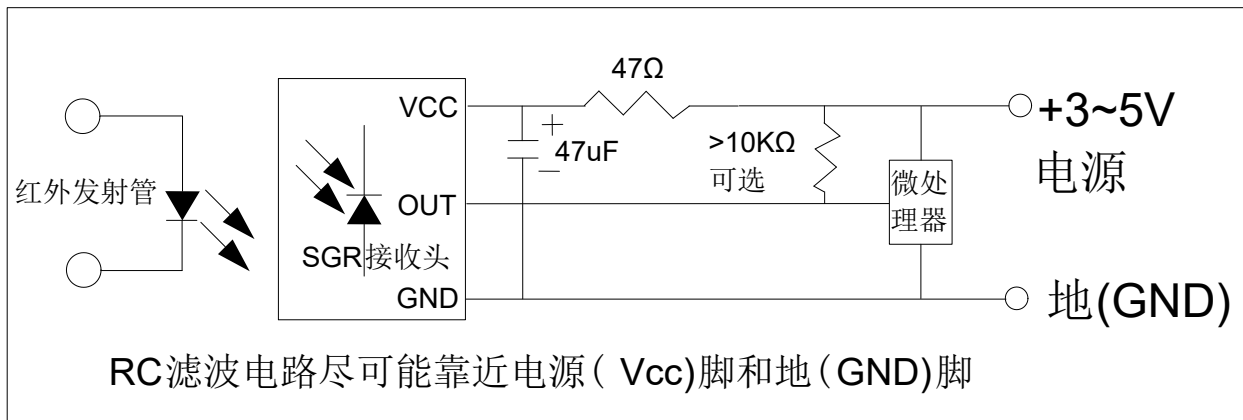 47Ω
VCC
+
47uF
－
>10KΩ
可选
+3~5V
电源
微处
理器
红外发射管
OUT
SGR接收头
GND
地(GND)
RC滤波电路尽可能靠近电源( Vcc)脚和地(GND)脚